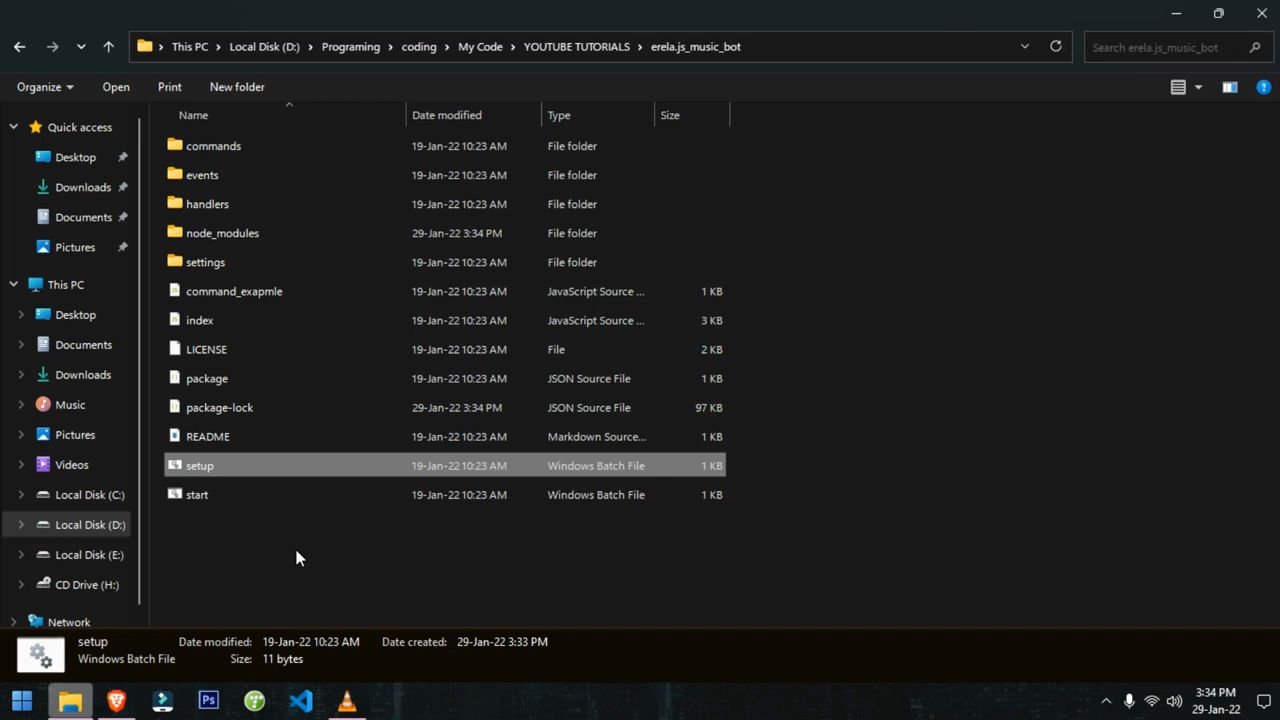 This PC > Local Disk (D:) > Programing > coding > My Code > YOUTUBE TUTORIALS > erela.js_music_bot
Search erela.js_music_bot
Organize Open Print New folder
Name Date modified Type Size
Quick access
Desktop
Downloads
Documents
Pictures
This PC
Desktop
Documents
Downloads
Music
Pictures
Videos
Local Disk (C:)
Local Disk (D:)
Local Disk (E:)
CD Drive (H:)
Network
commands 19-Jan-22 10:23 AM File folder
events 19-Jan-22 10:23 AM File folder
handlers 19-Jan-22 10:23 AM File folder
node_modules 29-Jan-22 3:34 PM File folder
settings 19-Jan-22 10:23 AM File folder
command_exapmle 19-Jan-22 10:23 AM JavaScript Source ... 1 KB
index 19-Jan-22 10:23 AM JavaScript Source ... 3 KB
LICENSE 19-Jan-22 10:23 AM File 2 KB
package 19-Jan-22 10:23 AM JSON Source File 1 KB
package-lock 29-Jan-22 3:34 PM JSON Source File 97 KB
README 19-Jan-22 10:23 AM Markdown Source... 1 KB
setup 19-Jan-22 10:23 AM Windows Batch File 1 KB
start 19-Jan-22 10:23 AM Windows Batch File 1 KB
setup Date modified: 19-Jan-22 10:23 AM Date created: 29-Jan-22 3:33 PM
Windows Batch File Size: 11 bytes
Ps
3:34 PM
29-Jan-22